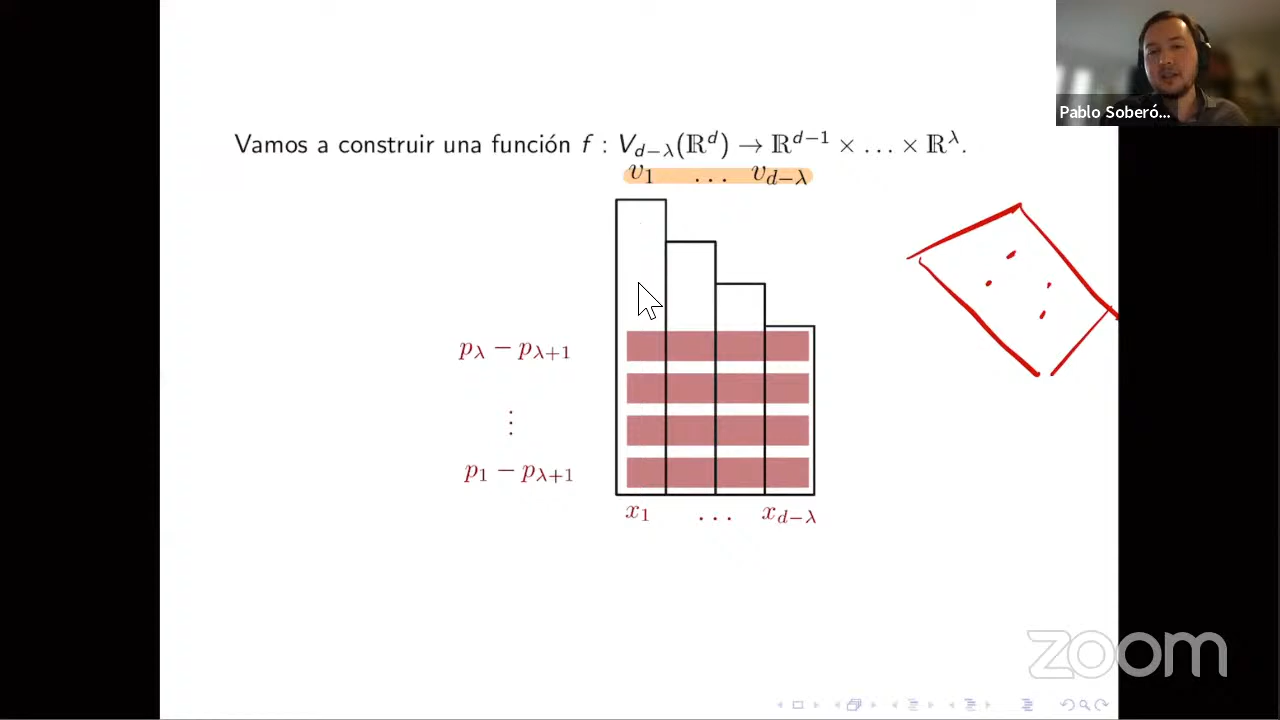 Pablo Soberó...
Vamos a construir una función f : V_{d−λ}(ℝ^d) → ℝ^{d−1} × … × ℝ^λ.
v_1 … v_{d−λ}
p_λ − p_{λ+1}
⋮
p_1 − p_{λ+1}
x_1 … x_{d−λ}
zoom